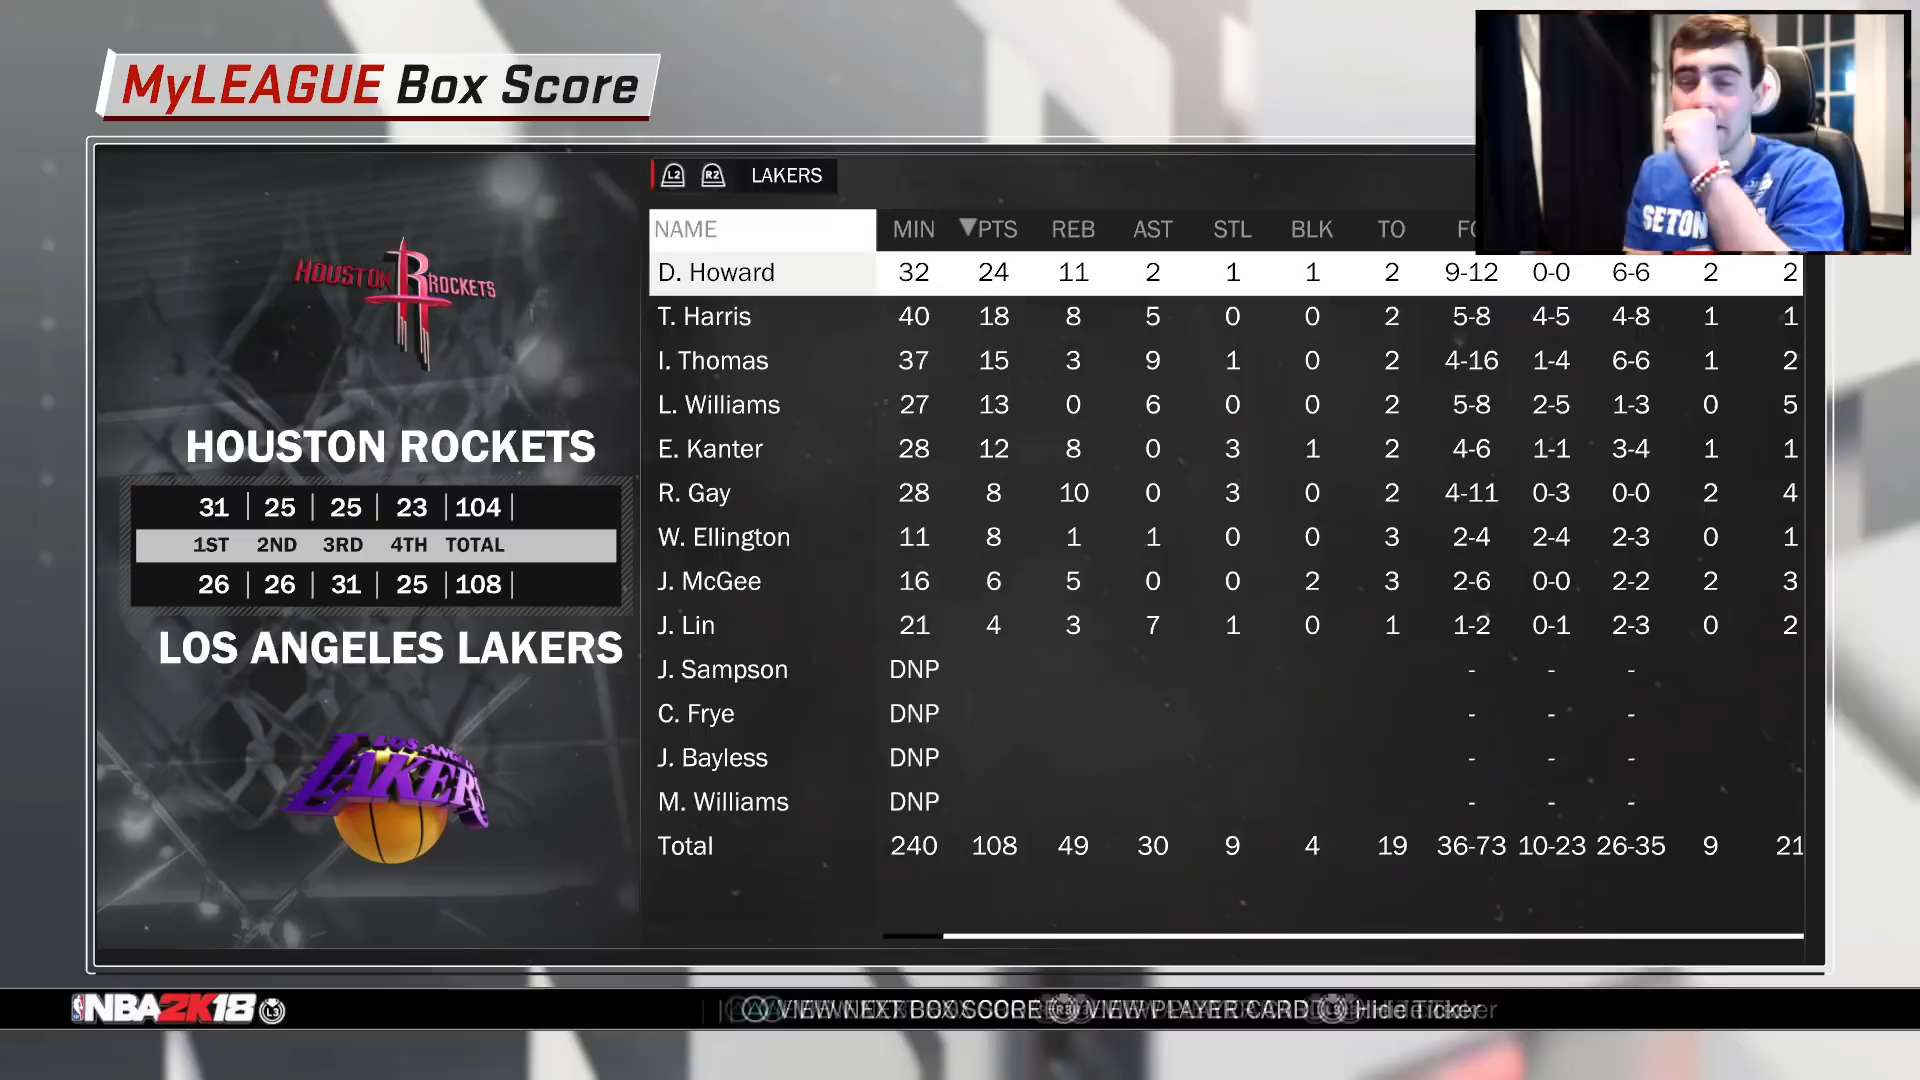 MyLEAGUE Box Score
L2 R2 LAKERS
NAME MIN PTS REB AST STL BLK TO
D. Howard 32 24 11 2 1 1 2 9-12 0-0 6-6 2 2
T. Harris 40 18 8 5 0 0 2 5-8 4-5 4-8 1 1
I. Thomas 37 15 3 9 1 0 2 4-16 1-4 6-6 1 2
L. Williams 27 13 0 6 0 0 2 5-8 2-5 1-3 0 5
E. Kanter 28 12 8 0 3 1 2 4-6 1-1 3-4 1 1
R. Gay 28 8 10 0 3 0 2 4-11 0-3 0-0 2 4
W. Ellington 11 8 1 1 0 0 3 2-4 2-4 2-3 0 1
J. McGee 16 6 5 0 0 2 3 2-6 0-0 2-2 2 3
J. Lin 21 4 3 7 1 0 1 1-2 0-1 2-3 0 2
J. Sampson DNP - - -
C. Frye DNP - - -
J. Bayless DNP - - -
M. Williams DNP - - -
Total 240 108 49 30 9 4 19 36-73 10-23 26-35 9 21
HOUSTON ROCKETS
HOUSTON ROCKETS
31 | 25 | 25 | 23 | 104 |
1ST 2ND 3RD 4TH TOTAL
26 | 26 | 31 | 25 | 108 |
LOS ANGELES LAKERS
LOS ANGELES
LAKERS
SETON
NBA2K18 L3
VIEW NEXT BOX SCORE R3 VIEW PLAYER CARD L3 Hide Ticker